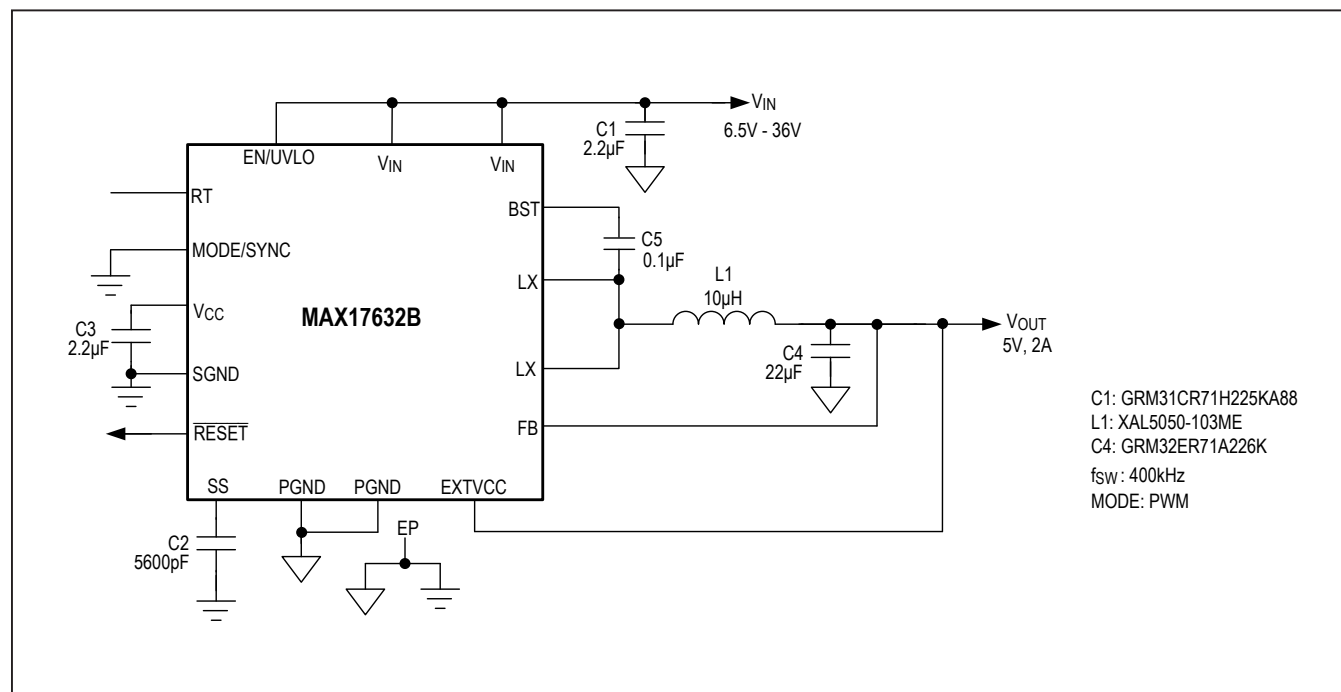 VIN
6.5V - 36V
C1
2.2µF
EN/UVLO
VIN
VIN
RT
BST
MODE/SYNC
C5
0.1µF
LX
L1
10µH
VCC
MAX17632B
C3
2.2µF
VOUT
5V, 2A
C4
22µF
LX
SGND
C1: GRM31CR71H225KA88
L1: XAL5050-103ME
C4: GRM32ER71A226K
fSW: 400kHz
MODE: PWM
FB
RESET
SS
PGND
PGND
EXTVCC
EP
C2
5600pF